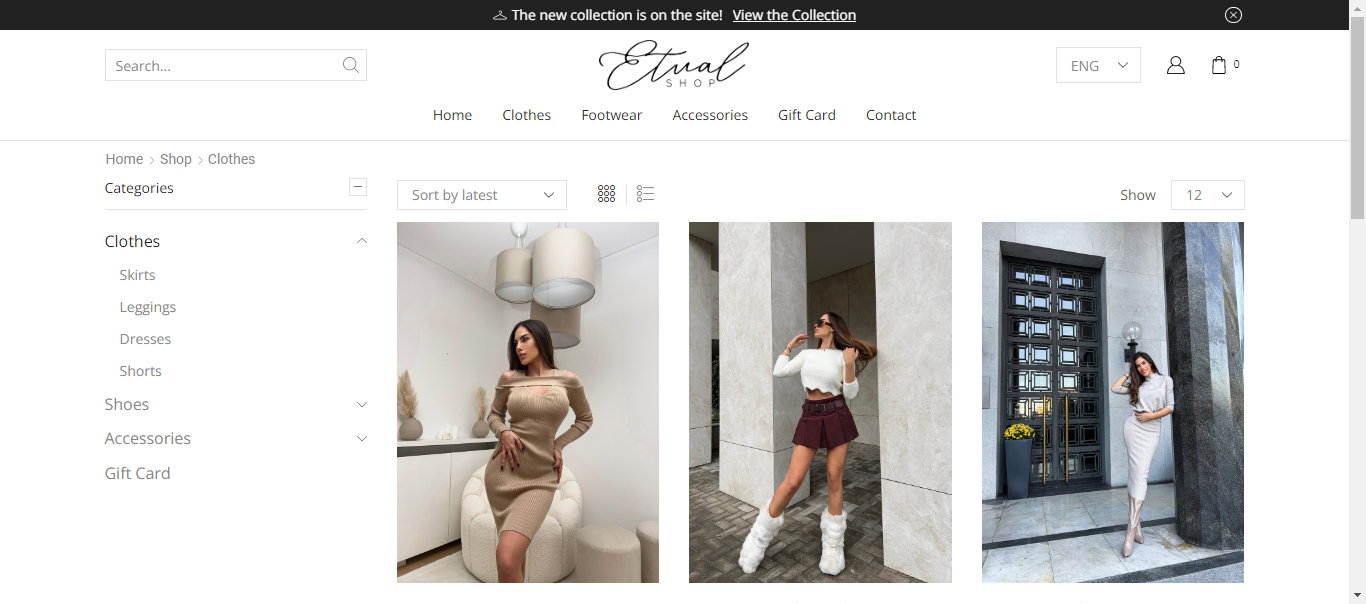 The new collection is on the site! View the Collection
Search...
Etual
SHOP
ENG
0
Home Clothes Footwear Accessories Gift Card Contact
Home > Shop > Clothes
Categories
Sort by latest
Show 12
Clothes
Skirts
Leggings
Dresses
Shorts
Shoes
Accessories
Gift Card